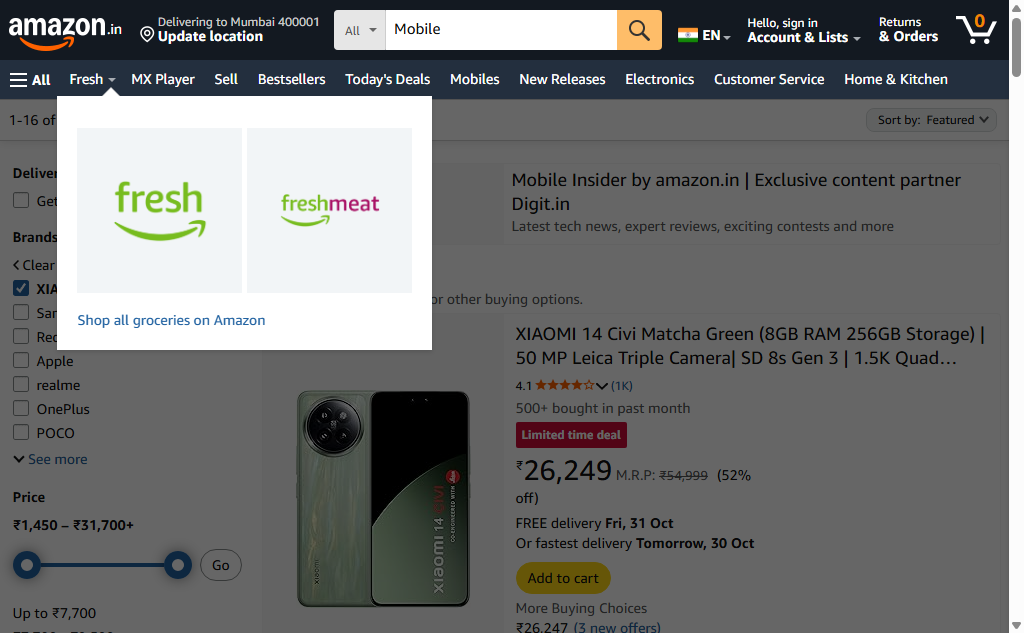 amazon.in
Delivering to Mumbai 400001
Update location
All
Mobile
EN
Hello, sign in
Account & Lists
Returns
& Orders
0
All
Fresh
MX Player
Sell
Bestsellers
Today's Deals
Mobiles
New Releases
Electronics
Customer Service
Home & Kitchen
1-16 of
Sort by: Featured
fresh
freshmeat
Shop all groceries on Amazon
Mobile Insider by amazon.in | Exclusive content partner
Digit.in
Latest tech news, expert reviews, exciting contests and more
or other buying options.
Brands
Clear
Apple
realme
OnePlus
POCO
See more
Price
₹1,450 – ₹31,700+
Go
Up to ₹7,700
XIAOMI 14 CIVI
CO-ENGINEERED WITH
xiaomi
XIAOMI 14 Civi Matcha Green (8GB RAM 256GB Storage) |
50 MP Leica Triple Camera| SD 8s Gen 3 | 1.5K Quad…
4.1 (1K)
500+ bought in past month
Limited time deal
₹26,249 M.R.P: ₹54,999 (52%
off)
FREE delivery Fri, 31 Oct
Or fastest delivery Tomorrow, 30 Oct
Add to cart
More Buying Choices
₹26,247 (3 new offers)